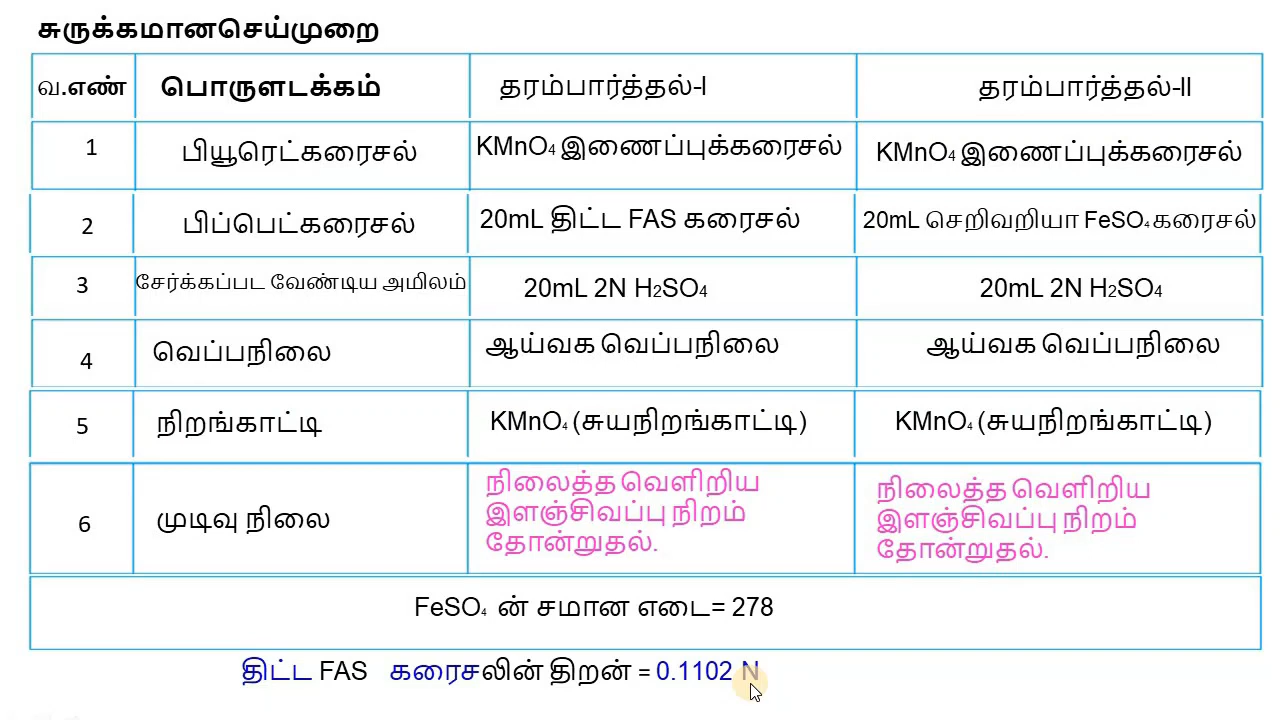 சுருக்கமானசெய்முறை
வ.எண் பொருளடக்கம் தரம்பார்த்தல்-I தரம்பார்த்தல்-II
1 பியூரெட்கரைசல் KMnO₄ இணைப்புக்கரைசல் KMnO₄ இணைப்புக்கரைசல்
2 பிப்பெட்கரைசல் 20mL திட்ட FAS கரைசல் 20mL செறிவறியா FeSO₄ கரைசல்
3 சேர்க்கப்பட வேண்டிய அமிலம் 20mL 2N H₂SO₄ 20mL 2N H₂SO₄
4 வெப்பநிலை ஆய்வக வெப்பநிலை ஆய்வக வெப்பநிலை
5 நிறங்காட்டி KMnO₄ (சுயநிறங்காட்டி) KMnO₄ (சுயநிறங்காட்டி)
6 முடிவு நிலை
நிலைத்த வெளிறிய
இளஞ்சிவப்பு நிறம்
தோன்றுதல்.
நிலைத்த வெளிறிய
இளஞ்சிவப்பு நிறம்
தோன்றுதல்.
FeSO₄ ன் சமான எடை= 278
திட்ட FAS கரைசலின் திறன் = 0.1102 N